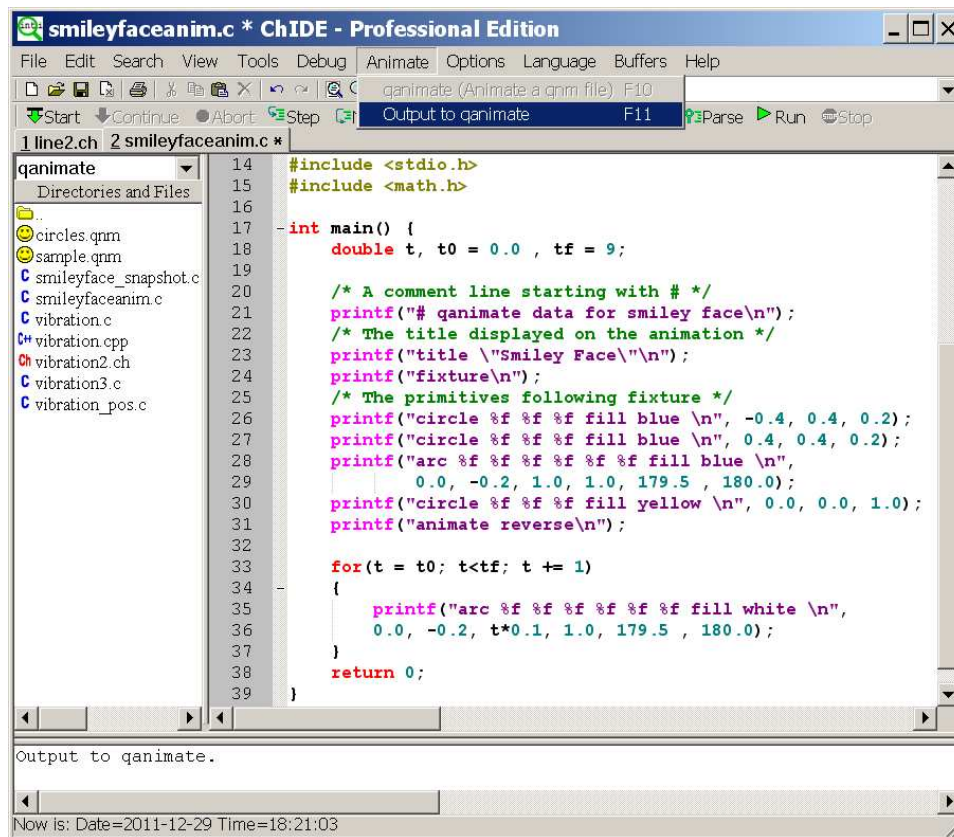 smileyfaceanim.c * ChIDE - Professional Edition
File Edit Search View Tools Debug Animate Options Language Buffers Help
qanimate (Animate a qnm file) F10
Start Continue Abort Step Output to qanimate F11 Parse Run Stop
1 line2.ch 2 smileyfaceanim.c *
qanimate
Directories and Files
..
circles.qnm
sample.qnm
C smileyface_snapshot.c
C smileyfaceanim.c
C vibration.c
C++ vibration.cpp
Ch vibration2.ch
C vibration3.c
C vibration_pos.c
14 #include <stdio.h>
15 #include <math.h>
16
17 int main() {
18 double t, t0 = 0.0 , tf = 9;
19
20 /* A comment line starting with # */
21 printf("# qanimate data for smiley face\n");
22 /* The title displayed on the animation */
23 printf("title \"Smiley Face\"\n");
24 printf("fixture\n");
25 /* The primitives following fixture */
26 printf("circle %f %f %f fill blue \n", -0.4, 0.4, 0.2);
27 printf("circle %f %f %f fill blue \n", 0.4, 0.4, 0.2);
28 printf("arc %f %f %f %f %f %f fill blue \n",
29 0.0, -0.2, 1.0, 1.0, 179.5 , 180.0);
30 printf("circle %f %f %f fill yellow \n", 0.0, 0.0, 1.0);
31 printf("animate reverse\n");
32
33 for(t = t0; t<tf; t += 1)
34 {
35 printf("arc %f %f %f %f %f %f fill white \n",
36 0.0, -0.2, t*0.1, 1.0, 179.5 , 180.0);
37 }
38 return 0;
39 }
Output to qanimate.
Now is: Date=2011-12-29 Time=18:21:03